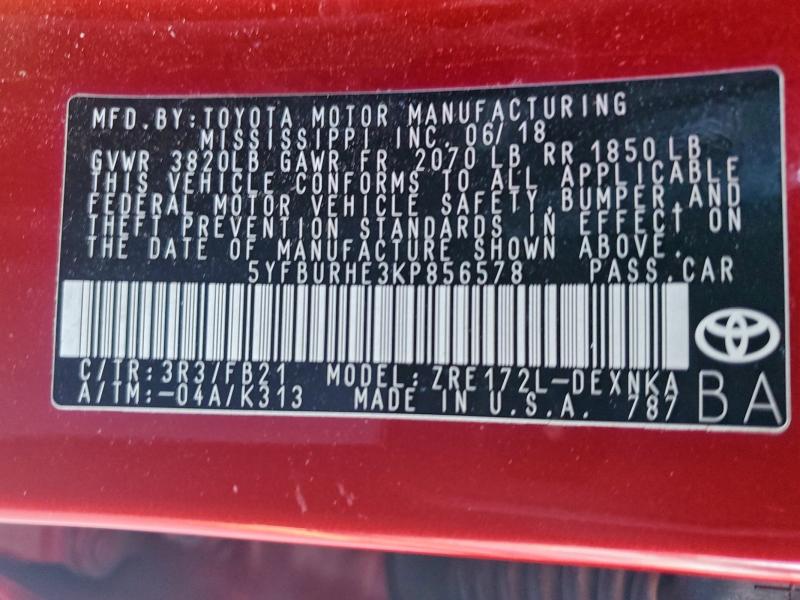 MFD.BY:TOYOTA MOTOR MANUFACTURING
MISSISSIPPI INC. 06/18
GVWR 3820LB GAWR FR 2070 LB RR 1850 LB
THIS VEHICLE CONFORMS TO ALL APPLICABLE
FEDERAL MOTOR VEHICLE SAFETY,BUMPER,AND
THEFT PREVENTION STANDARDS IN EFFECT ON
THE DATE OF MANUFACTURE SHOWN ABOVE.
5YFBURHE3KP856578 PASS.CAR
C/TR:3R3/FB21 MODEL:ZRE172L-DEXNKA
A/TM:-04A/K313 MADE IN U.S.A. 787
BA